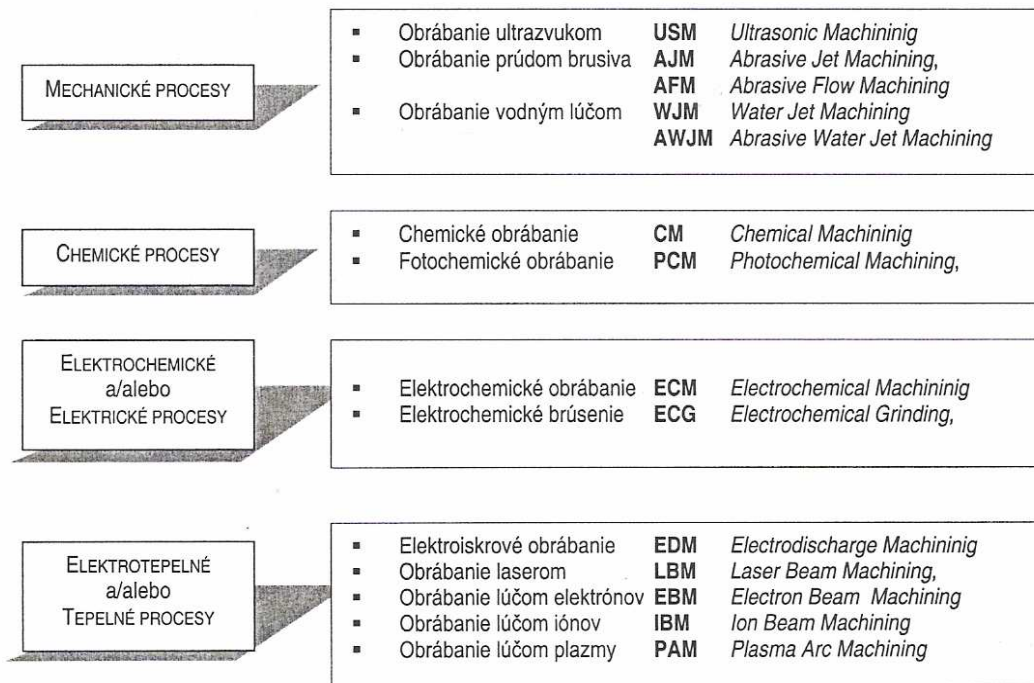 MECHANICKÉ PROCESY
▪ Obrábanie ultrazvukom USM Ultrasonic Machininig
▪ Obrábanie prúdom brusiva AJM Abrasive Jet Machining,
AFM Abrasive Flow Machining
▪ Obrábanie vodným lúčom WJM Water Jet Machining
AWJM Abrasive Water Jet Machining
CHEMICKÉ PROCESY
▪ Chemické obrábanie CM Chemical Machininig
▪ Fotochemické obrábanie PCM Photochemical Machining,
ELEKTROCHEMICKÉ
a/alebo
ELEKTRICKÉ PROCESY
▪ Elektrochemické obrábanie ECM Electrochemical Machininig
▪ Elektrochemické brúsenie ECG Electrochemical Grinding,
ELEKTROTEPELNÉ
a/alebo
TEPELNÉ PROCESY
▪ Elektroiskrové obrábanie EDM Electrodischarge Machininig
▪ Obrábanie laserom LBM Laser Beam Machining,
▪ Obrábanie lúčom elektrónov EBM Electron Beam Machining
▪ Obrábanie lúčom iónov IBM Ion Beam Machining
▪ Obrábanie lúčom plazmy PAM Plasma Arc Machining